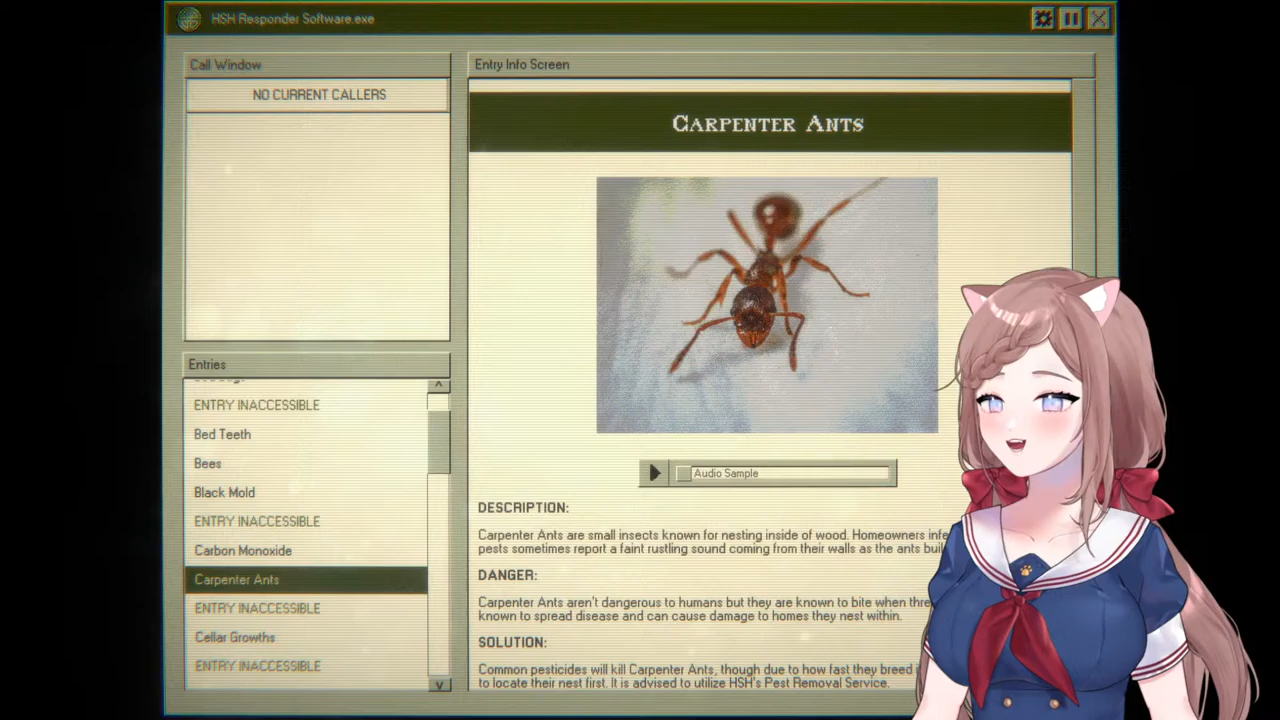 HSH Responder Software.exe
Call Window
NO CURRENT CALLERS
Entries
ENTRY INACCESSIBLE
Bed Teeth
Bees
Black Mold
ENTRY INACCESSIBLE
Carbon Monoxide
Carpenter Ants
ENTRY INACCESSIBLE
Cellar Growths
ENTRY INACCESSIBLE
Entry Info Screen
Carpenter Ants
Audio Sample
DESCRIPTION:
Carpenter Ants are small insects known for nesting inside of wood. Homeowners
pests sometimes report a faint rustling sound coming from their walls as the ants
DANGER:
Carpenter Ants aren't dangerous to humans but they are known to bite when
known to spread disease and can cause damage to homes they nest within.
SOLUTION:
Common pesticides will kill Carpenter Ants, though due to how fast they breed
to locate their nest first. It is advised to utilize HSH's Pest Removal Service.